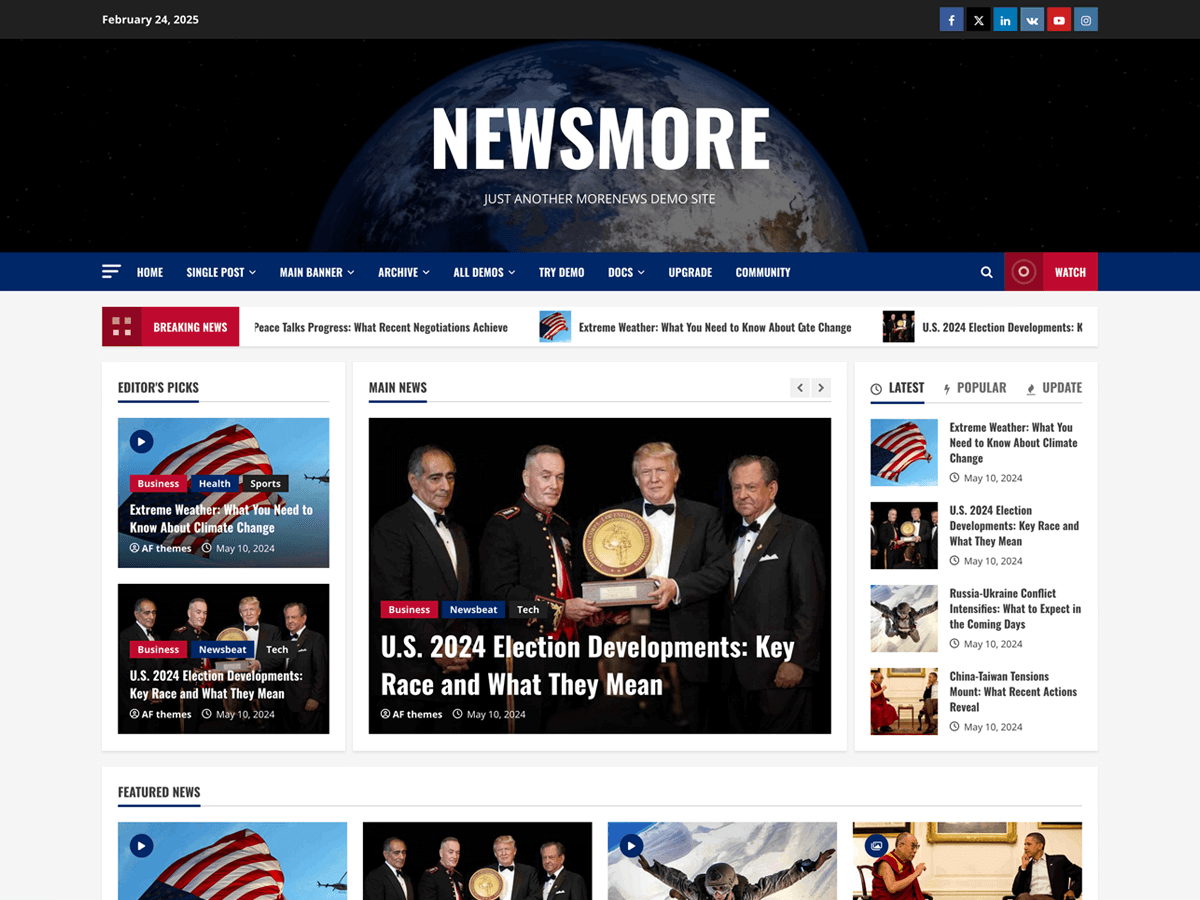 February 24, 2025
NEWSMORE
JUST ANOTHER MORENEWS DEMO SITE
HOME SINGLE POST MAIN BANNER ARCHIVE ALL DEMOS TRY DEMO DOCS UPGRADE COMMUNITY WATCH
BREAKING NEWS Peace Talks Progress: What Recent Negotiations Achieve Extreme Weather: What You Need to Know About Change U.S. 2024 Election Developments: K
EDITOR'S PICKS
Business Health Sports
Extreme Weather: What You Need to
Know About Climate Change
AF themes May 10, 2024
Business Newsbeat Tech
U.S. 2024 Election Developments:
Key Race and What They Mean
AF themes May 10, 2024
MAIN NEWS
Business Newsbeat Tech
U.S. 2024 Election Developments: Key
Race and What They Mean
AF themes May 10, 2024
LATEST POPULAR UPDATE
Extreme Weather: What You
Need to Know About Climate
Change
May 10, 2024
U.S. 2024 Election
Developments: Key Race and
What They Mean
May 10, 2024
Russia-Ukraine Conflict
Intensifies: What to Expect in
the Coming Days
May 10, 2024
China-Taiwan Tensions
Mount: What Recent Actions
Reveal
May 10, 2024
FEATURED NEWS